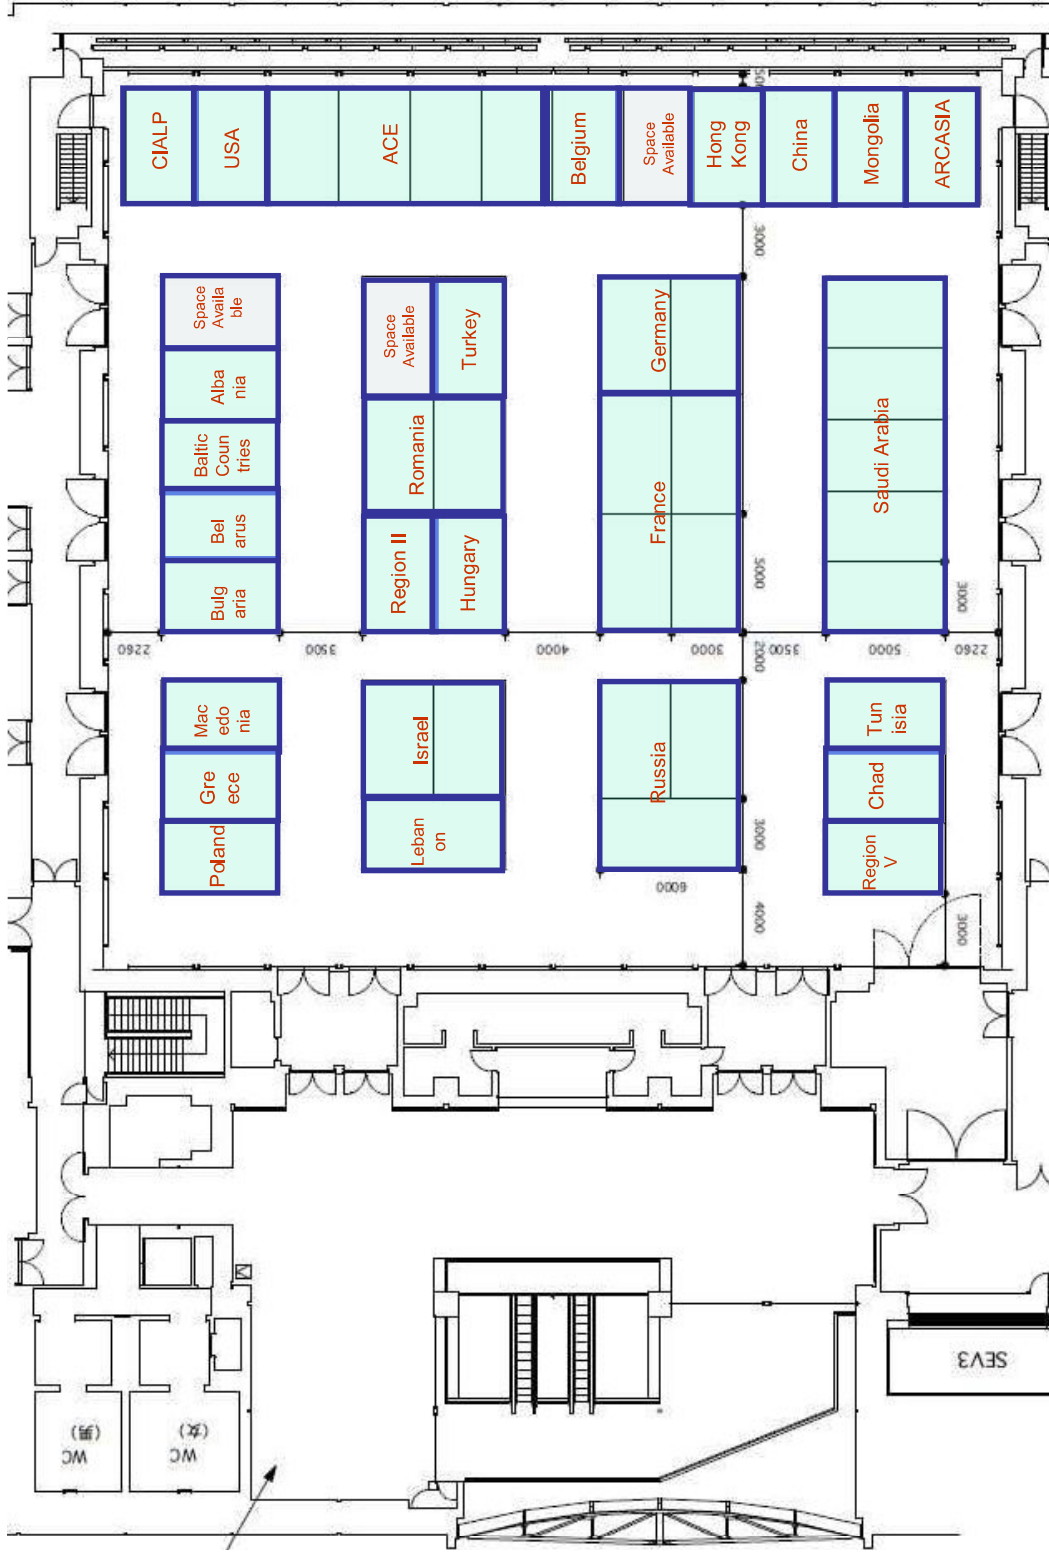 CIALP
USA
ACE
Belgium
Space
Available
Hong
Kong
China
Mongolia
ARCASIA
3000
Space
Availa
ble
Alba
nia
Baltic
Coun
tries
Bel
arus
Bulg
aria
Space
Available
Turkey
Romania
Region II
Hungary
Germany
France
Saudi Arabia
5000
3000
2260
3500
4000
3000
2000
3500
5000
2260
Mac
edo
nia
Gre
ece
Poland
Israel
Leban
on
Russia
Tun
isia
Chad
Region
V
3000
6000
4000
3000
SEV3
WC
(男)
WC
(女)